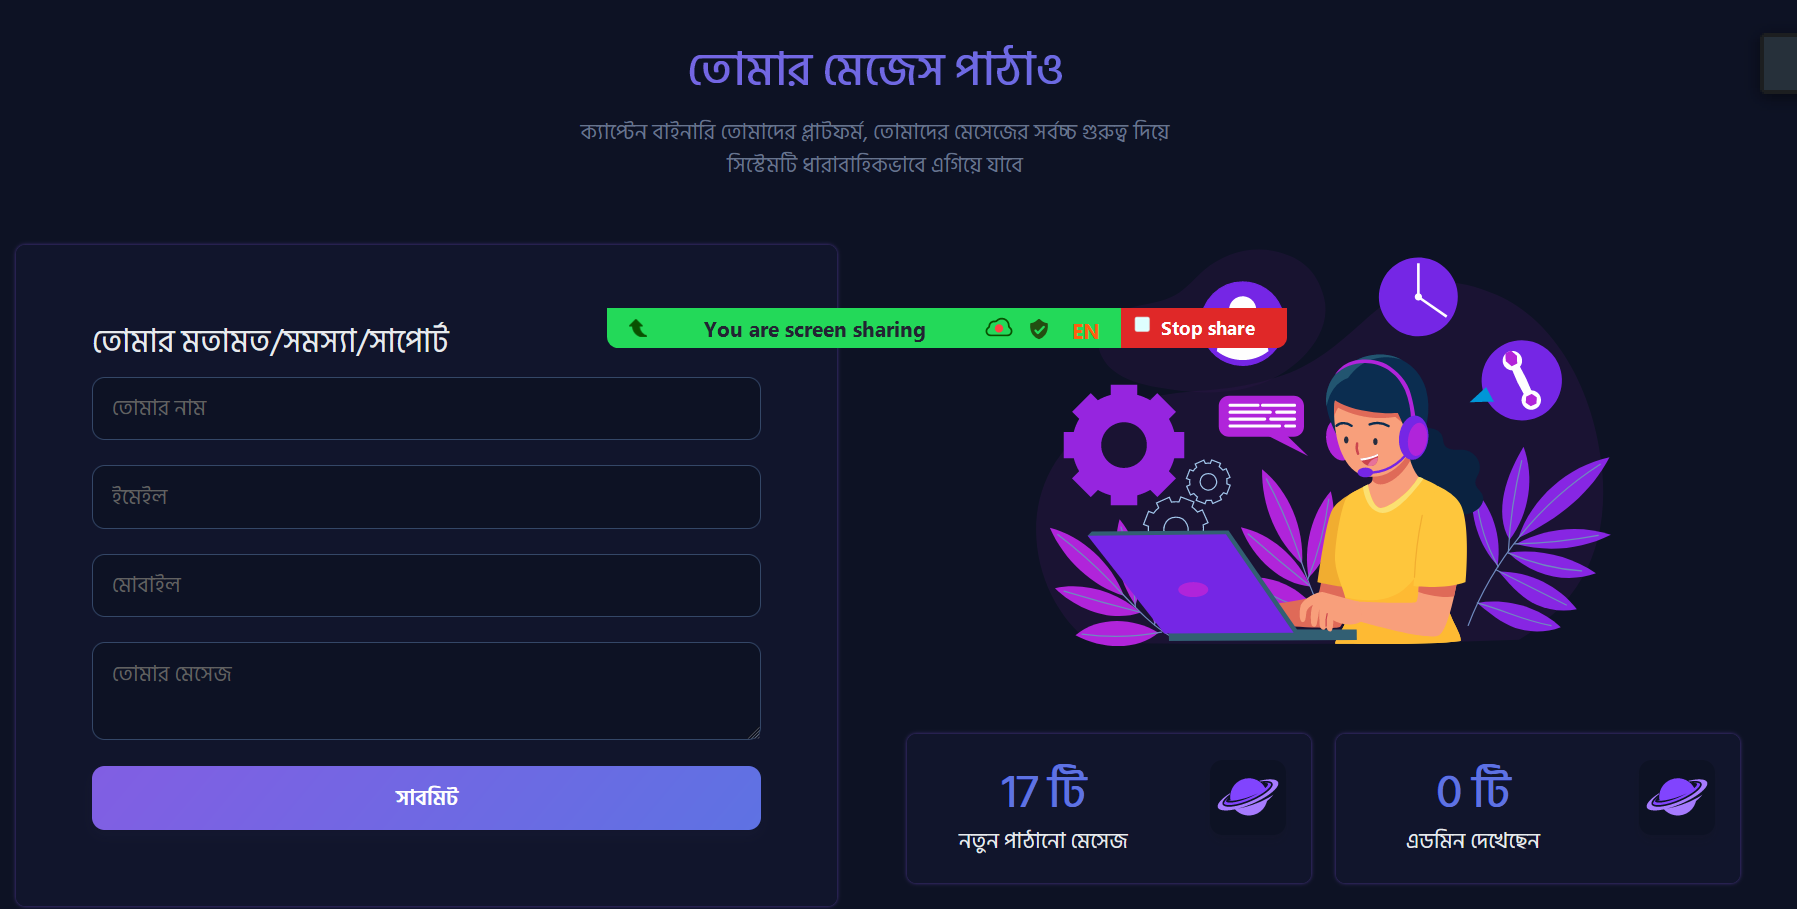 তোমার মেজেস পাঠাও
ক্যাপ্টেন বাইনারি তোমাদের প্লাটফর্ম, তোমাদের মেসেজের সর্বচ্চ গুরুত্ব দিয়ে
সিস্টেমটি ধারাবাহিকভাবে এগিয়ে যাবে
You are screen sharing EN Stop share
তোমার মতামত/সমস্যা/সাপোর্ট
তোমার নাম
ইমেইল
মোবাইল
তোমার মেসেজ
সাবমিট
17 টি
নতুন পাঠানো মেসেজ
0 টি
এডমিন দেখেছেন